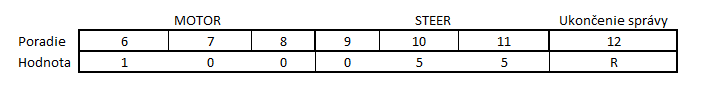 MOTOR STEER Ukončenie správy
Poradie 6 7 8 9 10 11 12
Hodnota 1 0 0 0 5 5 R